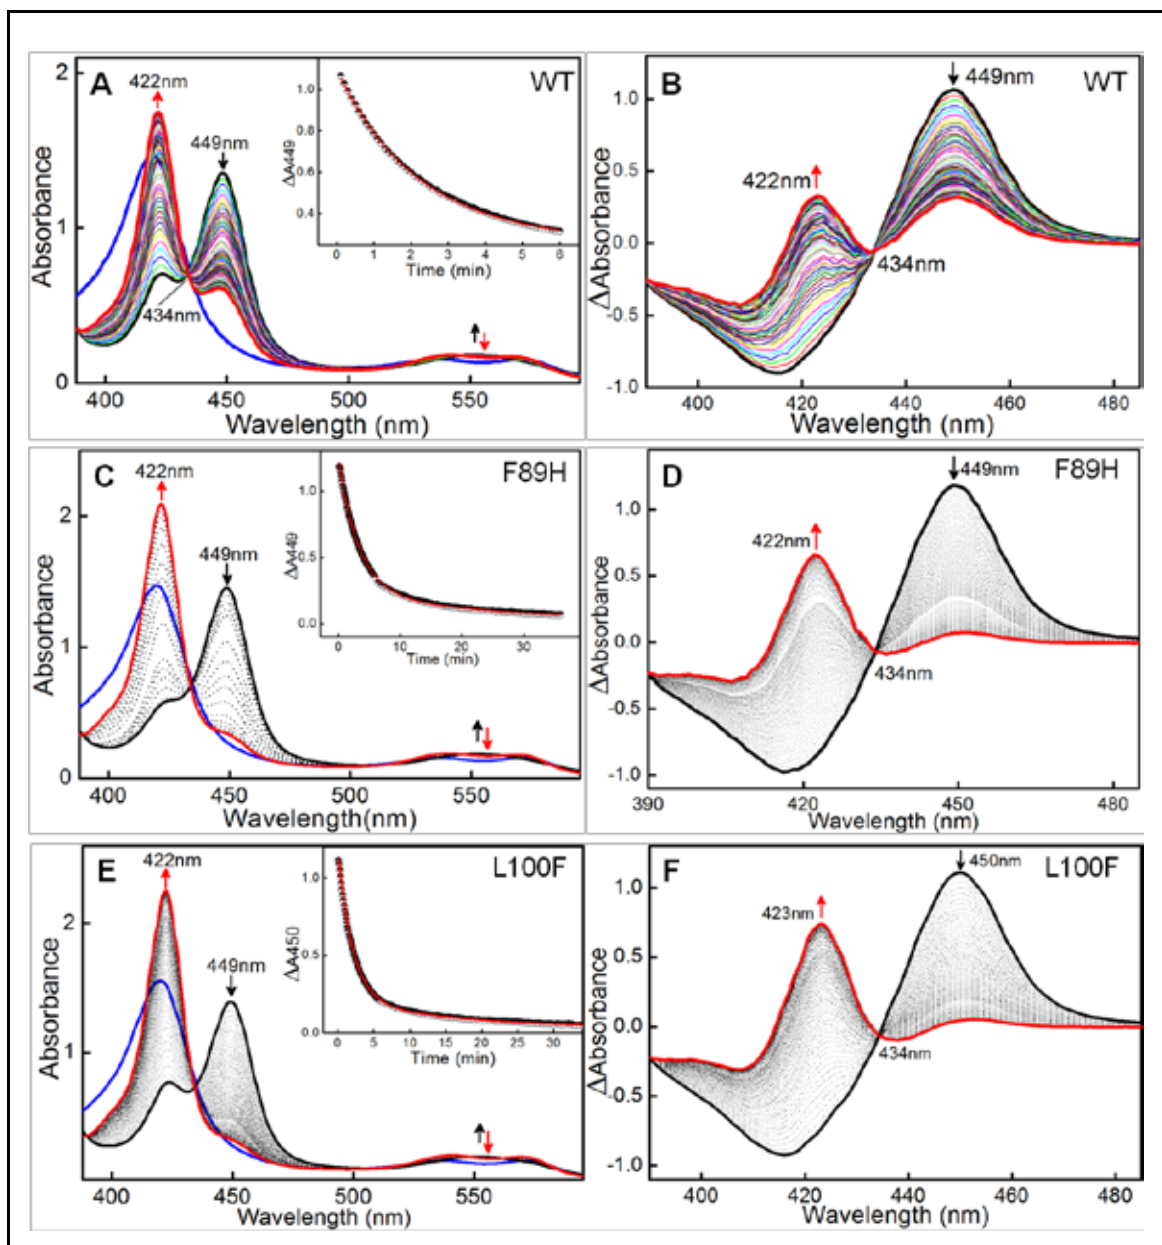 A
422nm
449nm
434nm
WT
2
1
0
Absorbance
400
450
500
550
Wavelength (nm)
ΔA449
1.0
0.8
0.6
0.4
0
1
2
3
4
5
6
Time (min)
B
WT
449nm
422nm
434nm
1.0
0.5
0.0
-0.5
-1.0
ΔAbsorbance
400
420
440
460
480
Wavelength (nm)
C
422nm
449nm
F89H
2
1
0
Absorbance
400
450
500
550
Wavelength(nm)
ΔA449
1.0
0.5
0.0
0
10
20
30
Time (min)
D
F89H
449nm
422nm
434nm
1.0
0.5
0.0
-0.5
-1.0
ΔAbsorbance
390
420
450
480
Wavelength (nm)
E
422nm
449nm
L100F
2
1
Absorbance
400
450
500
550
Wavelength (nm)
ΔA450
1.0
0.5
0.0
0
5
10
15
20
25
30
Time (min)
F
L100F
450nm
423nm
434nm
1.0
0.0
-1.0
ΔAbsorbance
400
420
440
460
480
Wavelength (nm)